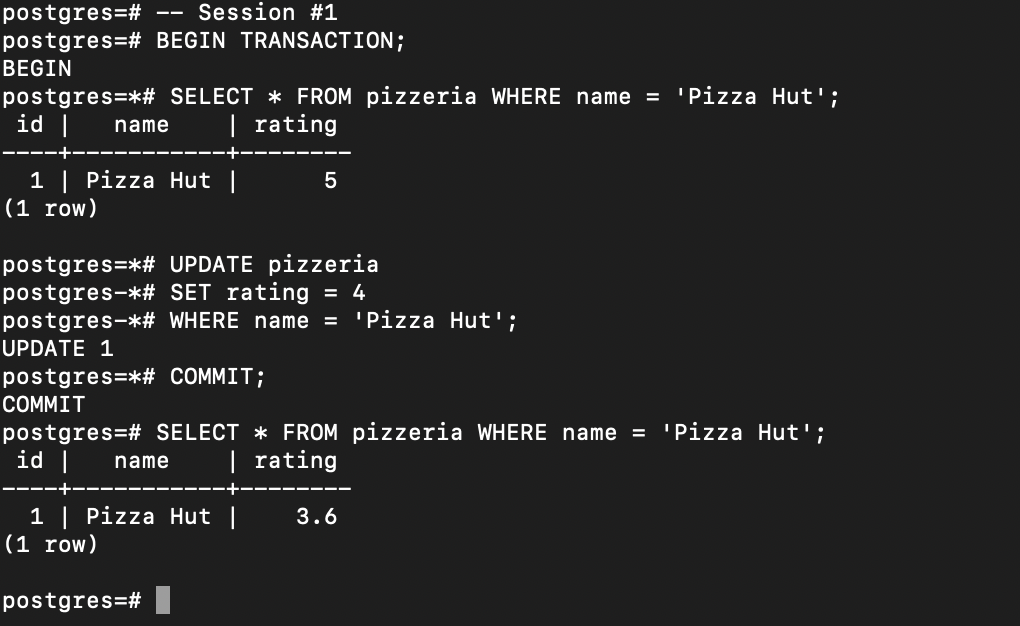 postgres=# -- Session #1
postgres=# BEGIN TRANSACTION;
BEGIN
postgres=*# SELECT * FROM pizzeria WHERE name = 'Pizza Hut';
 id |   name    | rating
----+-----------+--------
  1 | Pizza Hut |      5
(1 row)

postgres=*# UPDATE pizzeria
postgres-*# SET rating = 4
postgres-*# WHERE name = 'Pizza Hut';
UPDATE 1
postgres=*# COMMIT;
COMMIT
postgres=# SELECT * FROM pizzeria WHERE name = 'Pizza Hut';
 id |   name    | rating
----+-----------+--------
  1 | Pizza Hut |    3.6
(1 row)

postgres=#